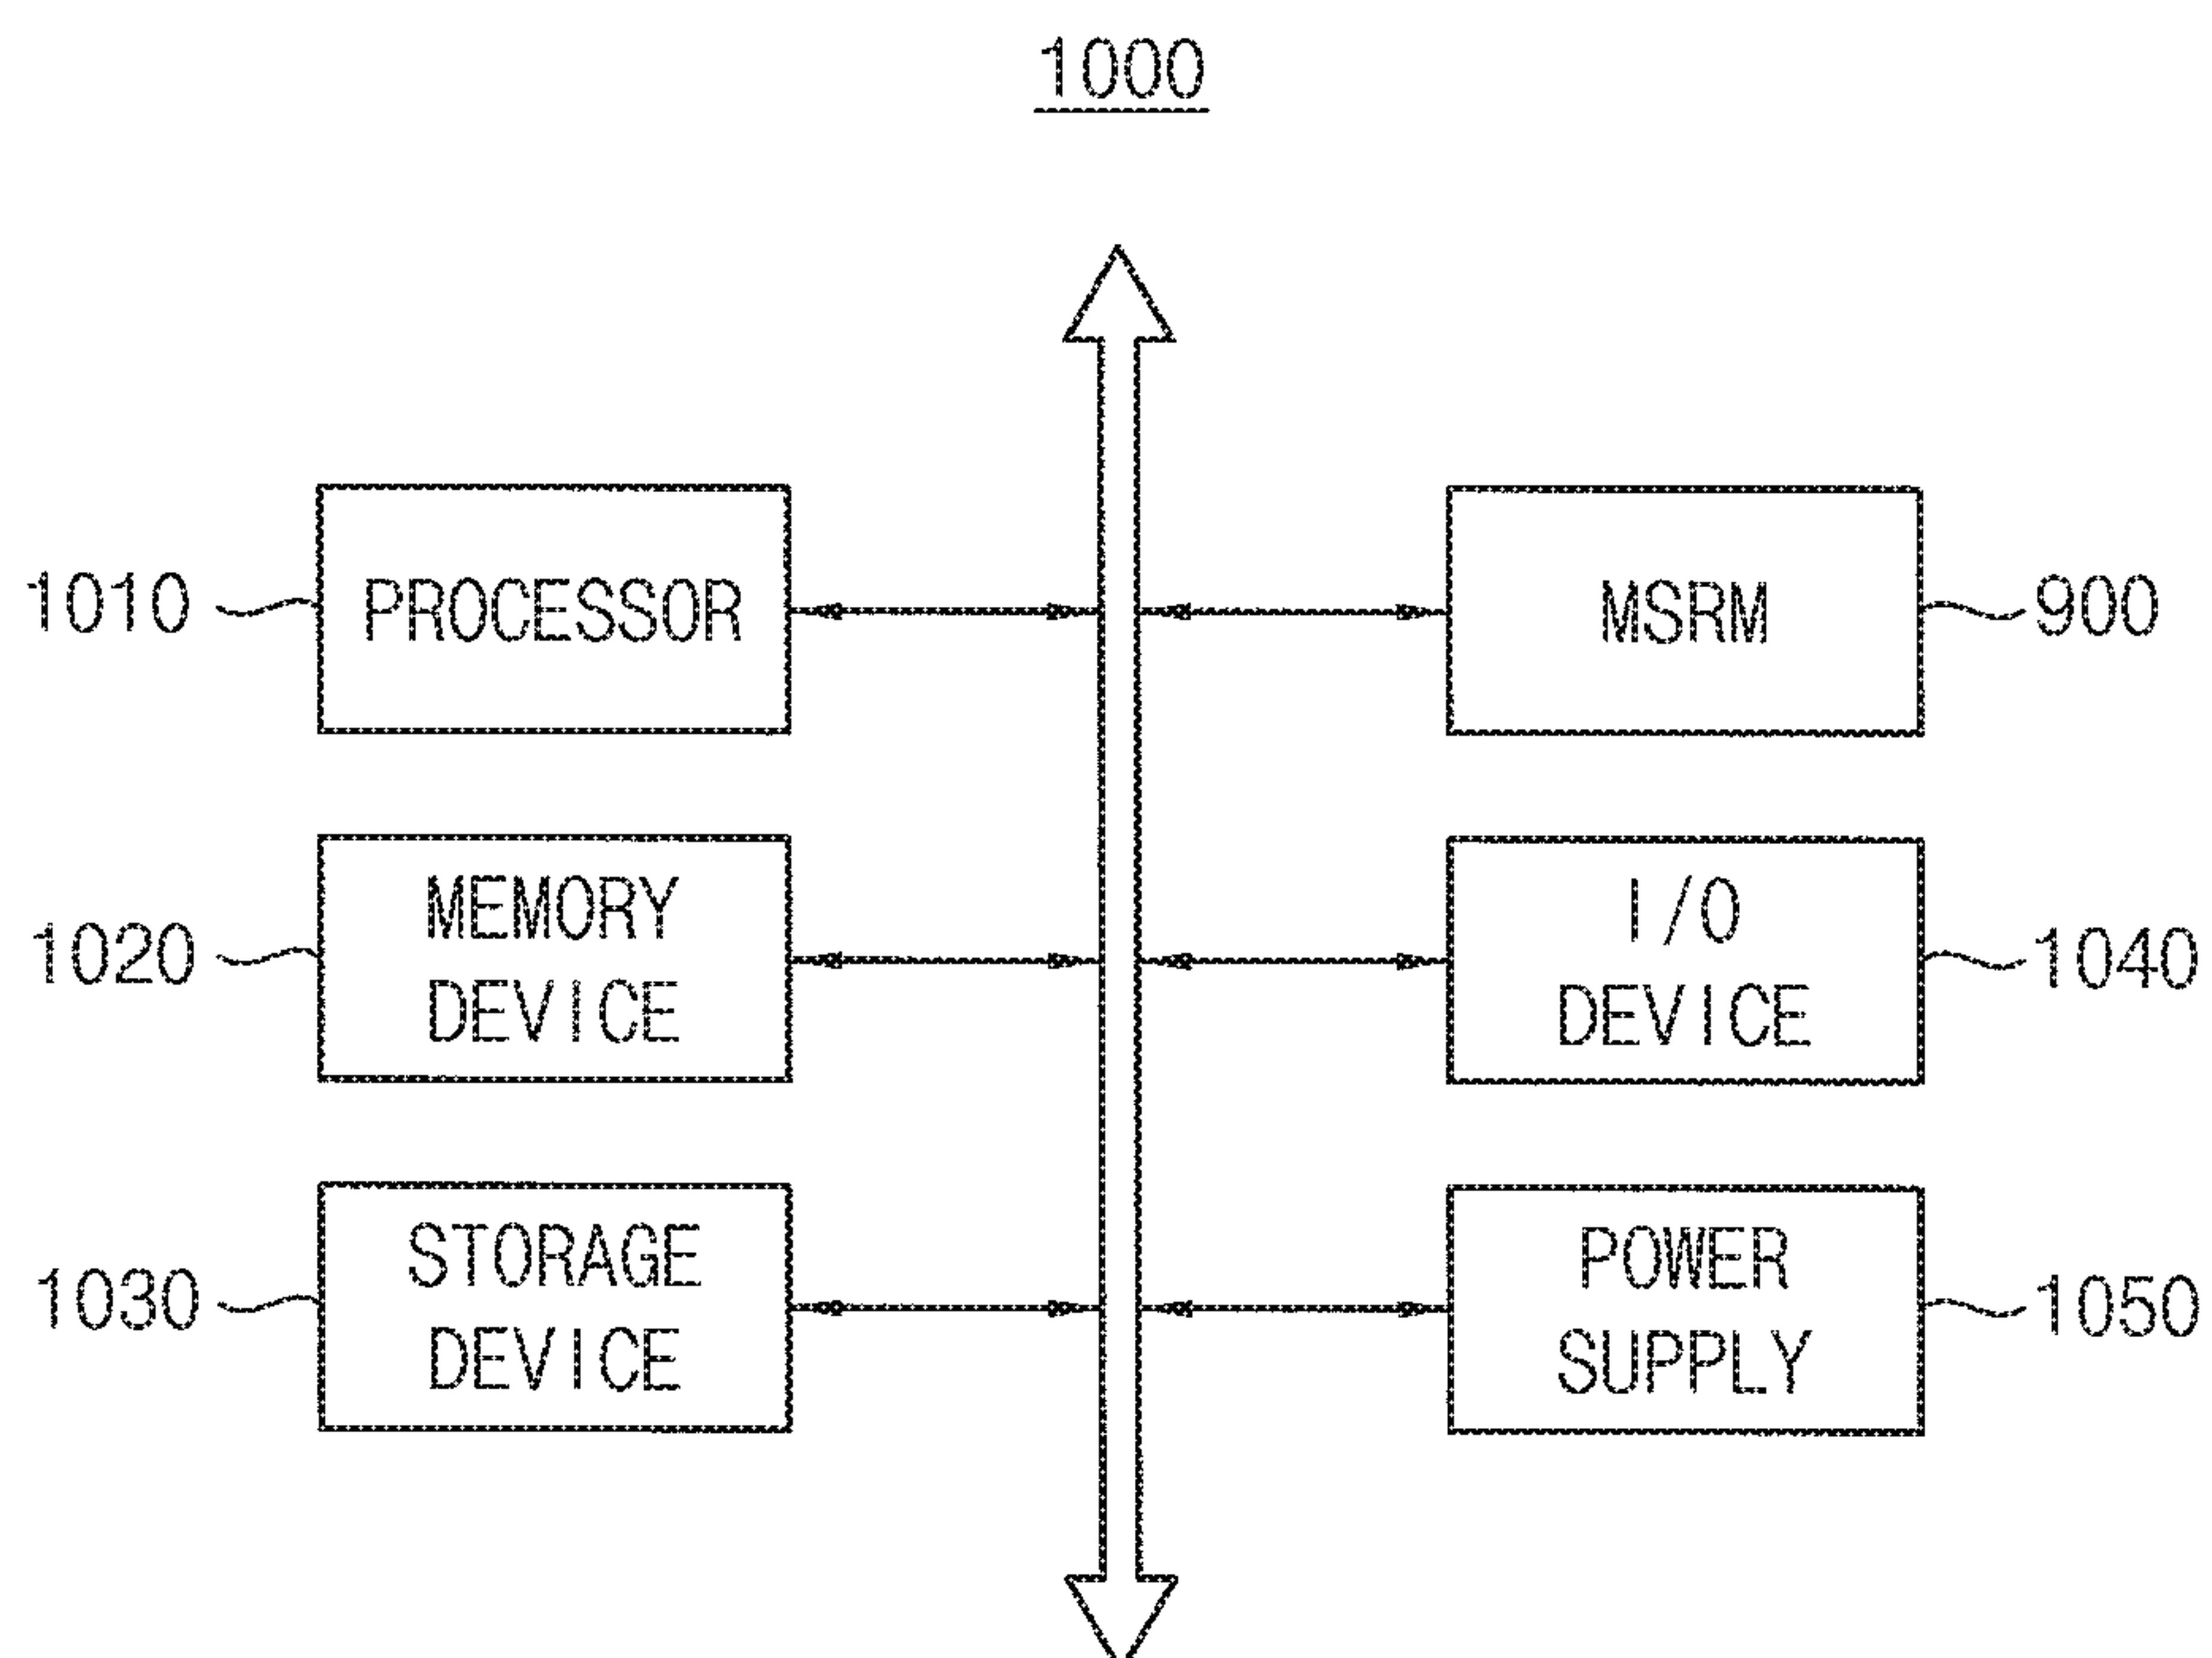 1000
1010
PROCESSOR
MSRM
900
1020
MEMORY
DEVICE
I/O
DEVICE
1040
1030
STORAGE
DEVICE
POWER
SUPPLY
1050